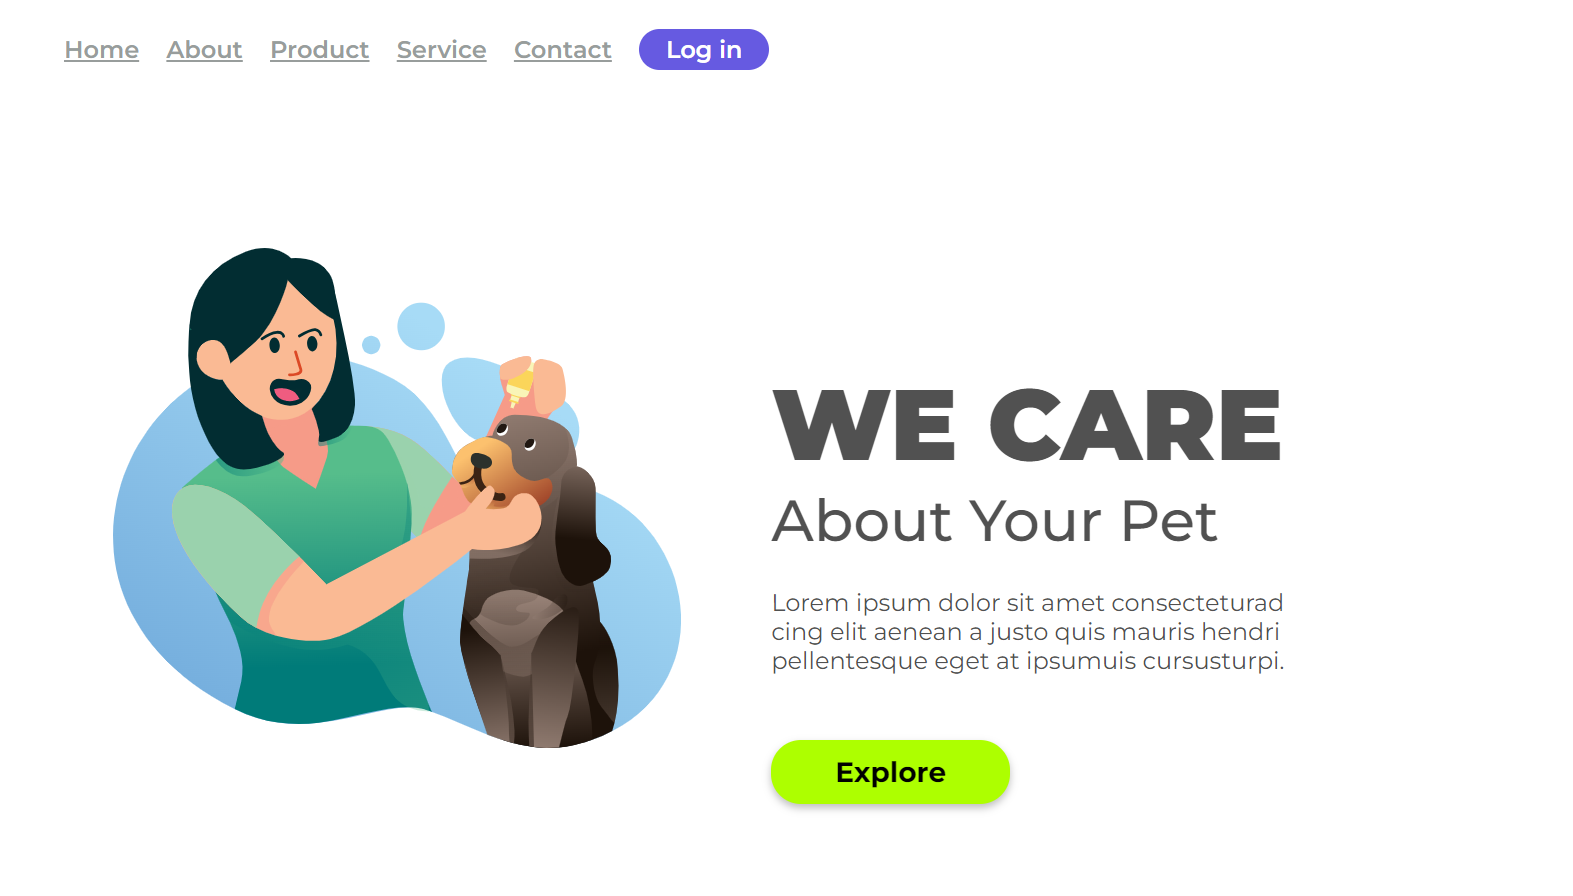 Home About Product Service Contact Log in
WE CARE
About Your Pet
Lorem ipsum dolor sit amet consecteturad
cing elit aenean a justo quis mauris hendri
pellentesque eget at ipsumuis cursusturpi.
Explore